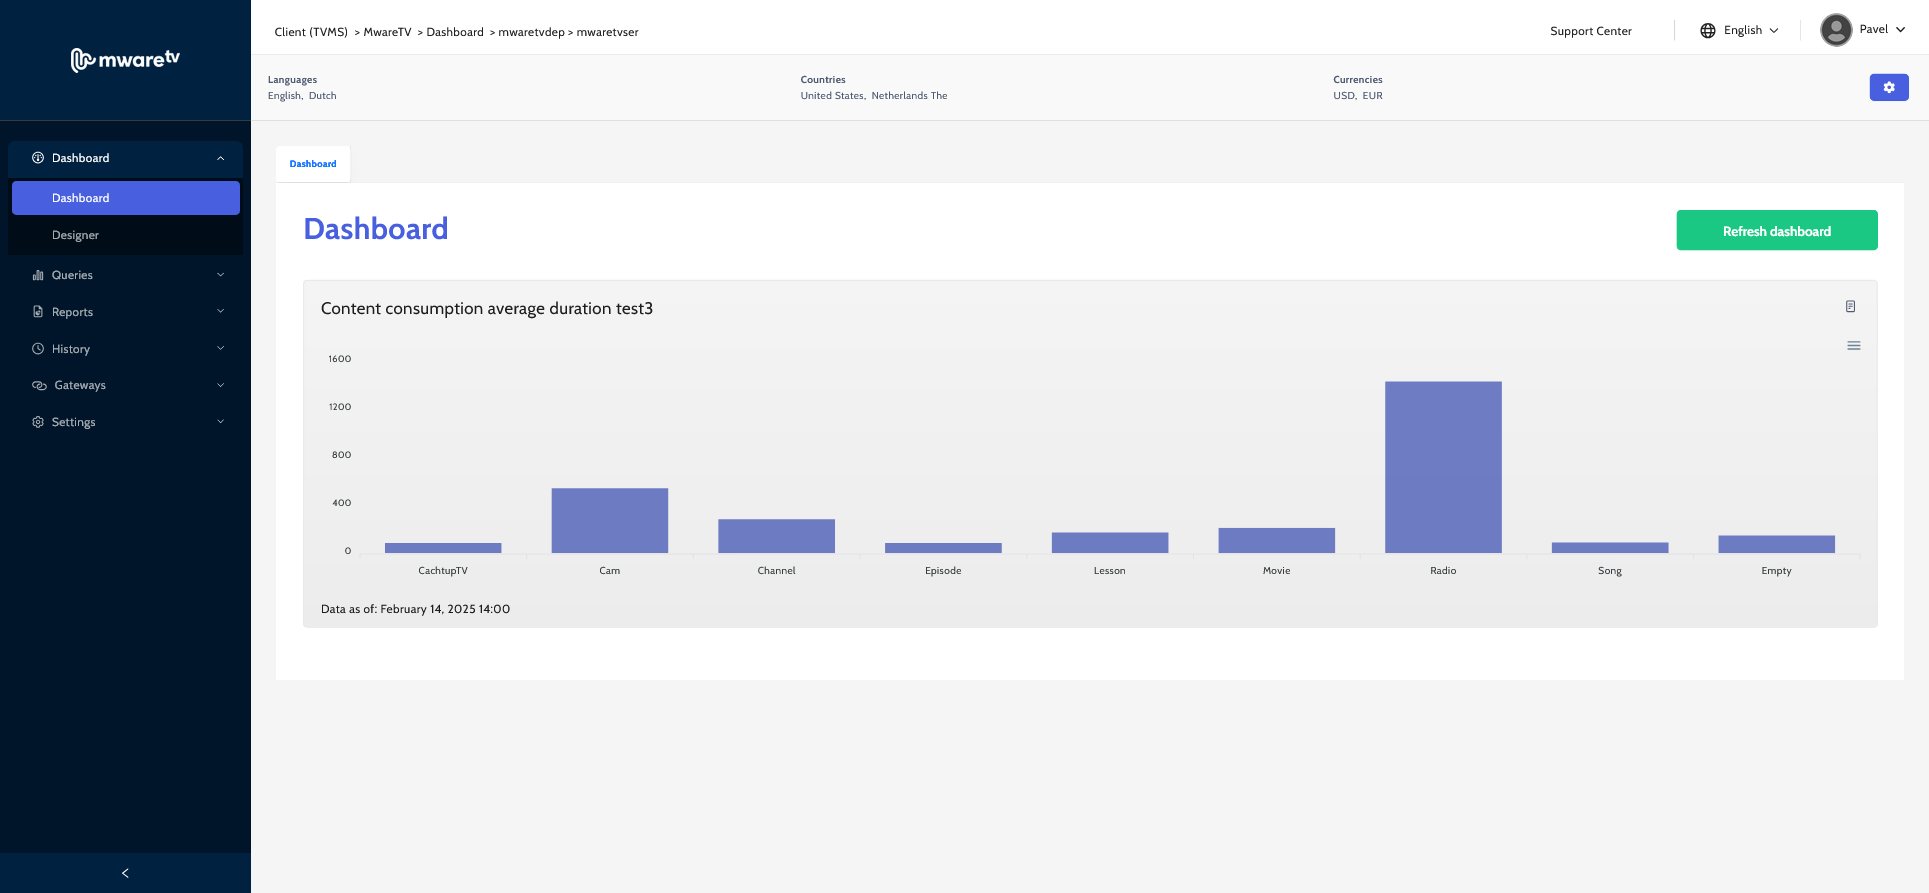 mwaretv
Client (TVMS) > MwareTV > Dashboard > mwaretvdep > mwaretvser
Support Center
English
Pavel
Languages
English, Dutch
Countries
United States, Netherlands The
Currencies
USD, EUR
Dashboard
Dashboard
Designer
Queries
Reports
History
Gateways
Settings
Dashboard
Dashboard
Refresh dashboard
Content consumption average duration test3
1600
1200
800
400
0
CachtupTV Cam Channel Episode Lesson Movie Radio Song Empty
Data as of: February 14, 2025 14:00